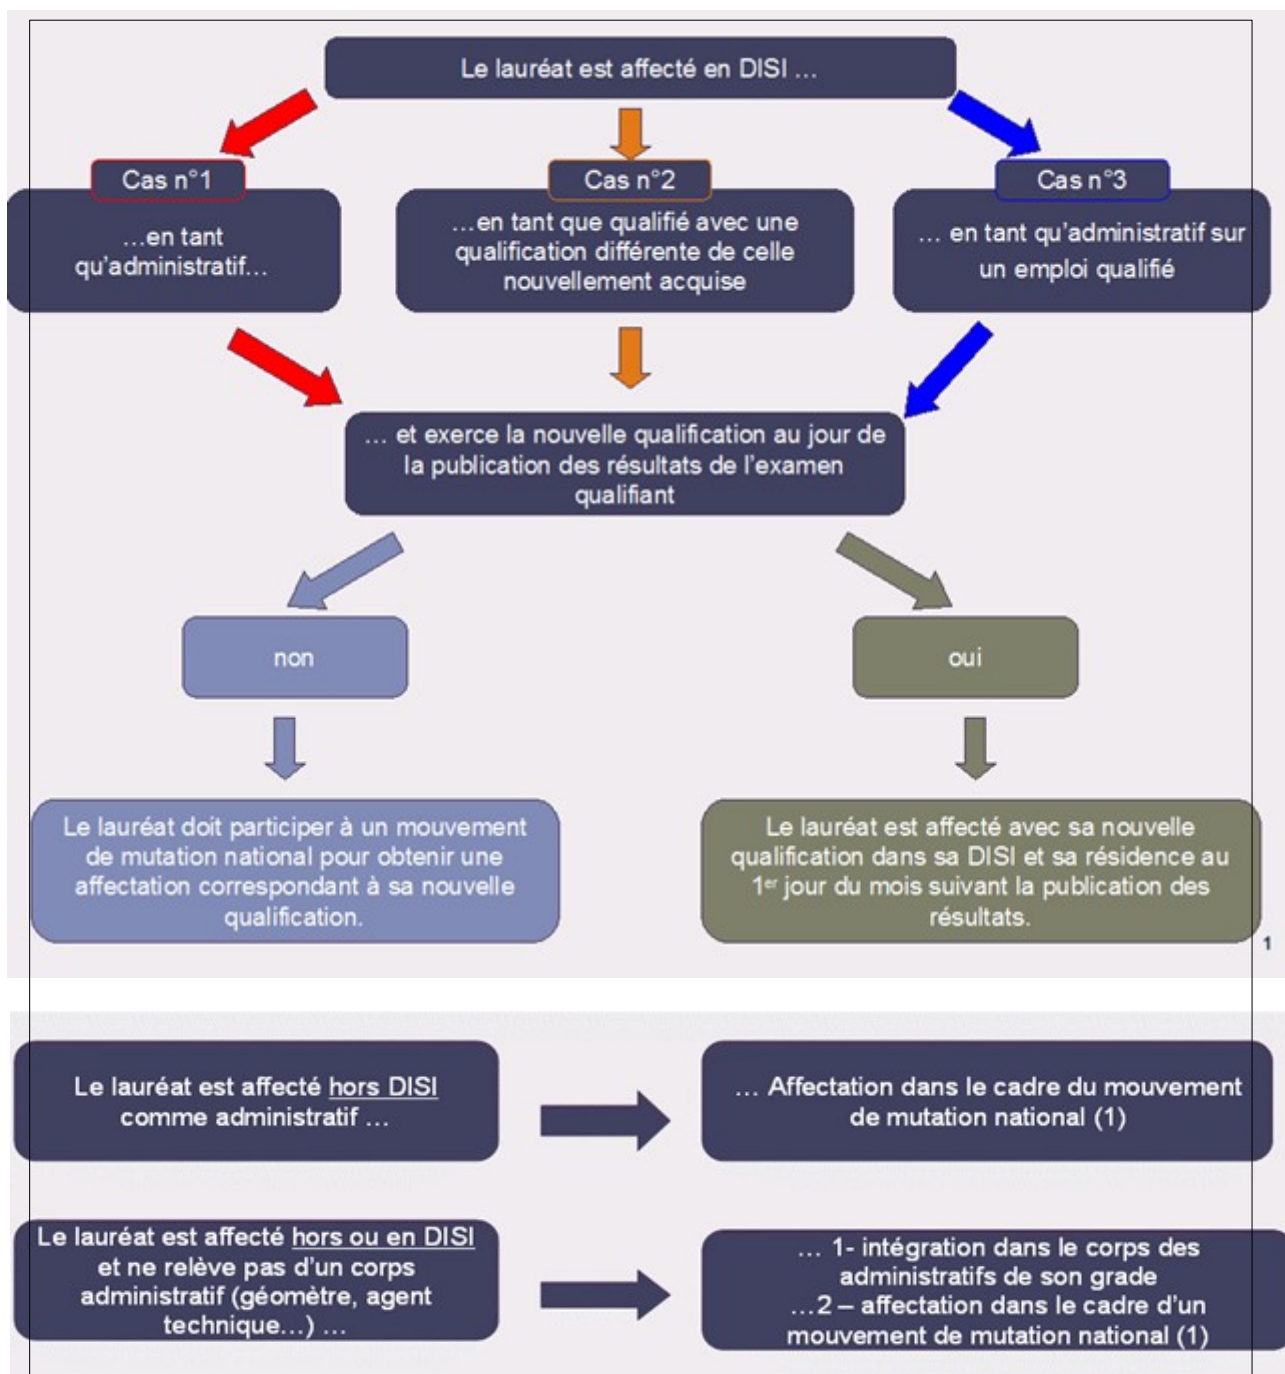 Le lauréat est affecté en DISI …
Cas n°1
…en tant
qu'administratif…
Cas n°2
…en tant que qualifié avec une
qualification différente de celle
nouvellement acquise
Cas n°3
… en tant qu'administratif sur
un emploi qualifié
… et exerce la nouvelle qualification au jour de
la publication des résultats de l'examen
qualifiant
non
oui
Le lauréat doit participer à un mouvement
de mutation national pour obtenir une
affectation correspondant à sa nouvelle
qualification.
Le lauréat est affecté avec sa nouvelle
qualification dans sa DISI et sa résidence au
1er jour du mois suivant la publication des
résultats.
1
Le lauréat est affecté hors DISI
comme administratif …
… Affectation dans le cadre du mouvement
de mutation national (1)
Le lauréat est affecté hors ou en DISI
et ne relève pas d'un corps
administratif (géomètre, agent
technique…) …
… 1- intégration dans le corps des
administratifs de son grade
…2 – affectation dans le cadre d'un
mouvement de mutation national (1)